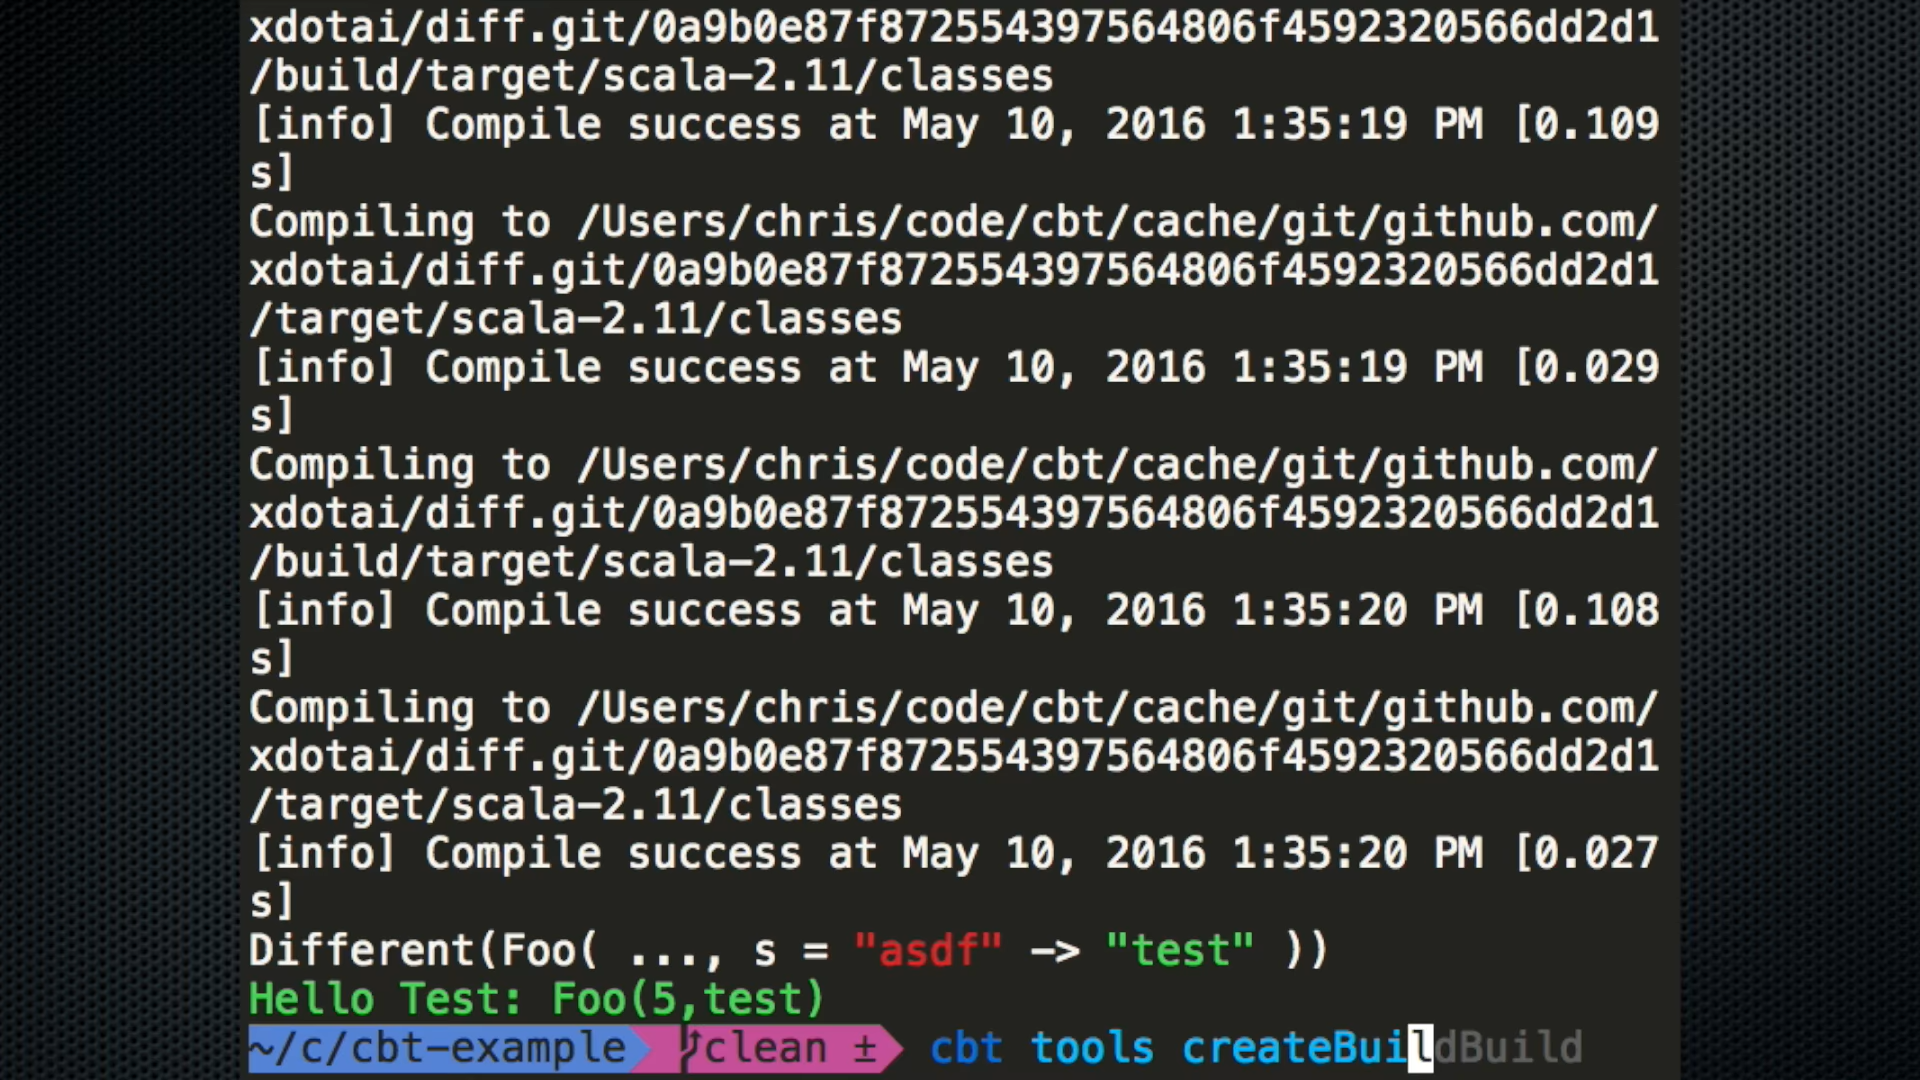 xdotai/diff.git/0a9b0e87f872554397564806f4592320566dd2d1
/build/target/scala-2.11/classes
[info] Compile success at May 10, 2016 1:35:19 PM [0.109
s]
Compiling to /Users/chris/code/cbt/cache/git/github.com/
xdotai/diff.git/0a9b0e87f872554397564806f4592320566dd2d1
/target/scala-2.11/classes
[info] Compile success at May 10, 2016 1:35:19 PM [0.029
s]
Compiling to /Users/chris/code/cbt/cache/git/github.com/
xdotai/diff.git/0a9b0e87f872554397564806f4592320566dd2d1
/build/target/scala-2.11/classes
[info] Compile success at May 10, 2016 1:35:20 PM [0.108
s]
Compiling to /Users/chris/code/cbt/cache/git/github.com/
xdotai/diff.git/0a9b0e87f872554397564806f4592320566dd2d1
/target/scala-2.11/classes
[info] Compile success at May 10, 2016 1:35:20 PM [0.027
s]
Different(Foo( ..., s = "asdf" -> "test" ))
Hello Test: Foo(5,test)
~/c/cbt-example clean ± cbt tools createBuildBuild